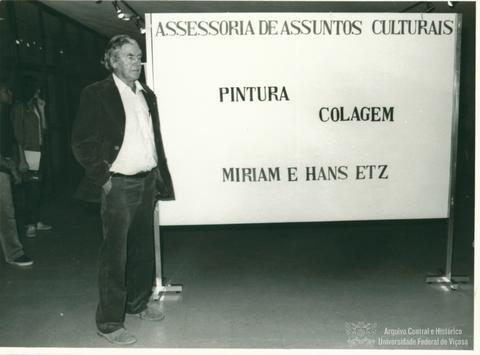 ASSESSORIA DE ASSUNTOS CULTURAIS
PINTURA
COLAGEM
MIRIAM E HANS ETZ
Arquivo Central e Histórico
Universidade Federal de Viçosa